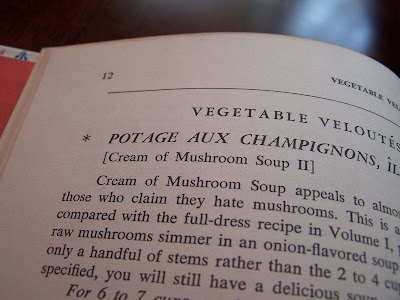 12
VEGETABLE
VEGETABLE VELOUTÉS
* POTAGE AUX CHAMPIGNONS,
[Cream of Mushroom Soup II]
Cream of Mushroom Soup appeals to
those who claim they hate mushrooms. This is a
compared with the full-dress recipe in Volume I,
raw mushrooms simmer in an onion-flavored soup
only a handful of stems rather than the 2 to 4
specified, you will still have a delicious
For 6 to 7 cups